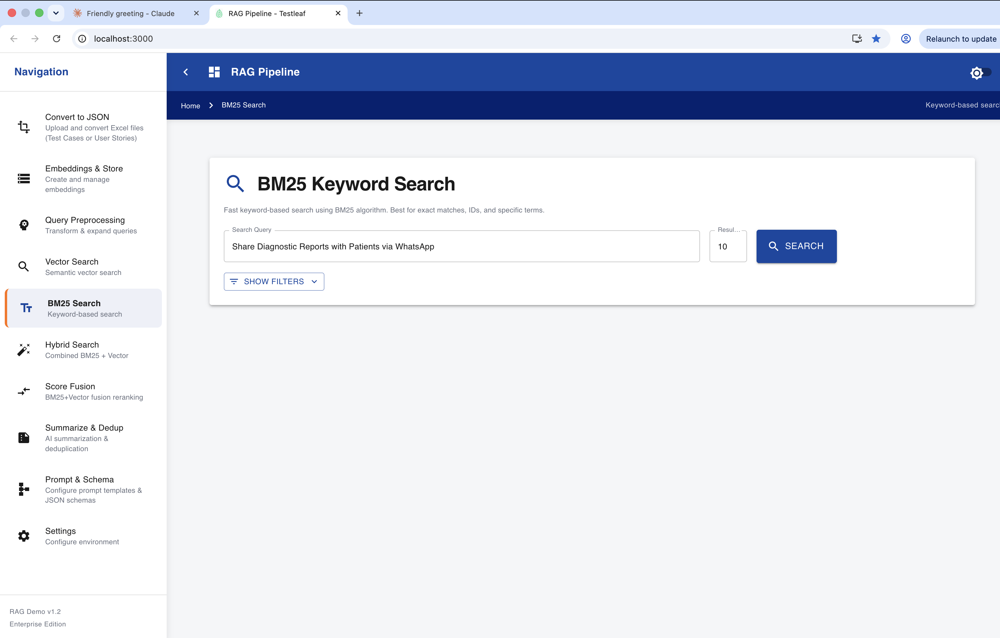 Friendly greeting - Claude
RAG Pipeline - Testleaf
localhost:3000
Relaunch to update
Navigation
RAG Pipeline
Home
BM25 Search
Keyword-based searc
Convert to JSON
Upload and convert Excel files
(Test Cases or User Stories)
Embeddings & Store
Create and manage
embeddings
Query Preprocessing
Transform & expand queries
Vector Search
Semantic vector search
BM25 Search
Keyword-based search
Hybrid Search
Combined BM25 + Vector
Score Fusion
BM25+Vector fusion reranking
Summarize & Dedup
AI summarization &
deduplication
Prompt & Schema
Configure prompt templates &
JSON schemas
Settings
Configure environment
RAG Demo v1.2
Enterprise Edition
BM25 Keyword Search
Fast keyword-based search using BM25 algorithm. Best for exact matches, IDs, and specific terms.
Search Query
Share Diagnostic Reports with Patients via WhatsApp
Resul...
10
SEARCH
SHOW FILTERS